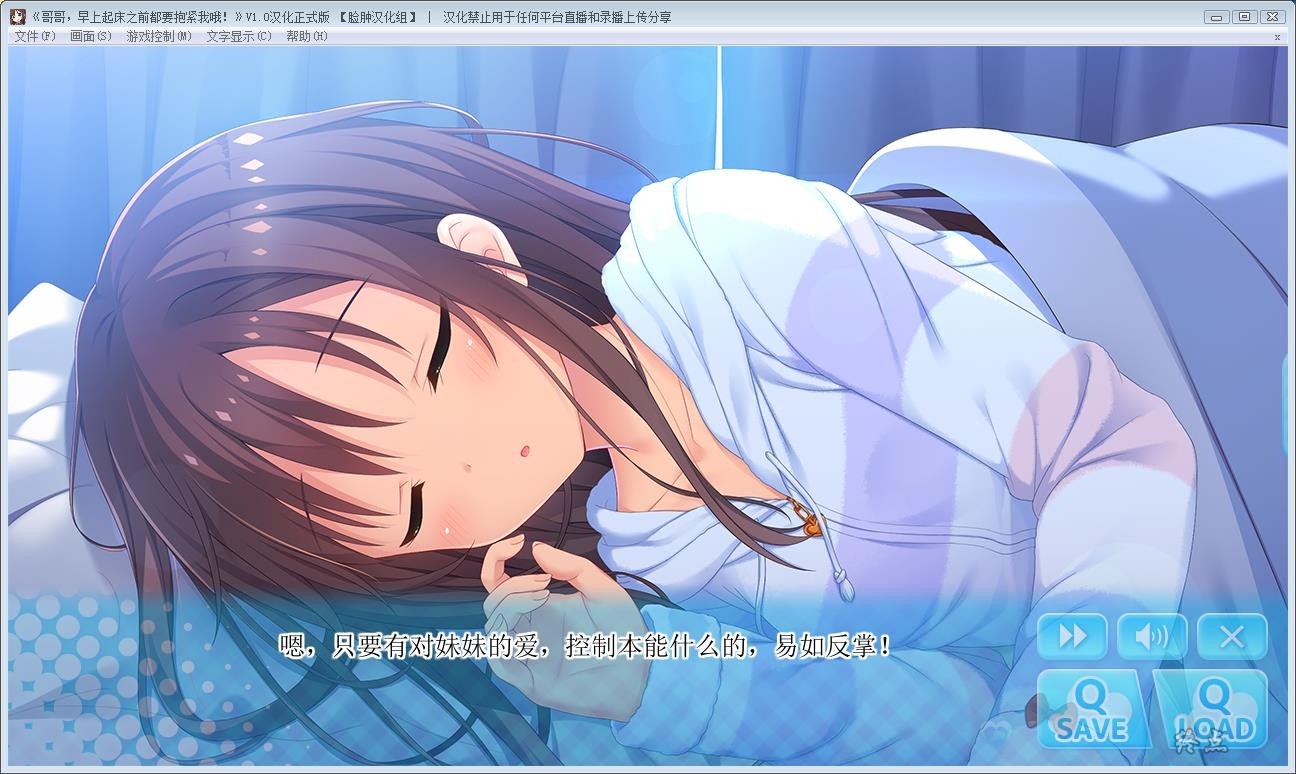 《哥哥，早上起床之前都要抱紧我哦！》V1.0汉化正式版 【脸肿汉化组】 | 汉化禁止用于任何平台直播和录播上传分享
文件(F) 画面(S) 游戏控制(M) 文字显示(C) 帮助(H)
嗯，只要有对妹妹的爱，控制本能什么的，易如反掌！
Q SAVE
Q LOAD
终点